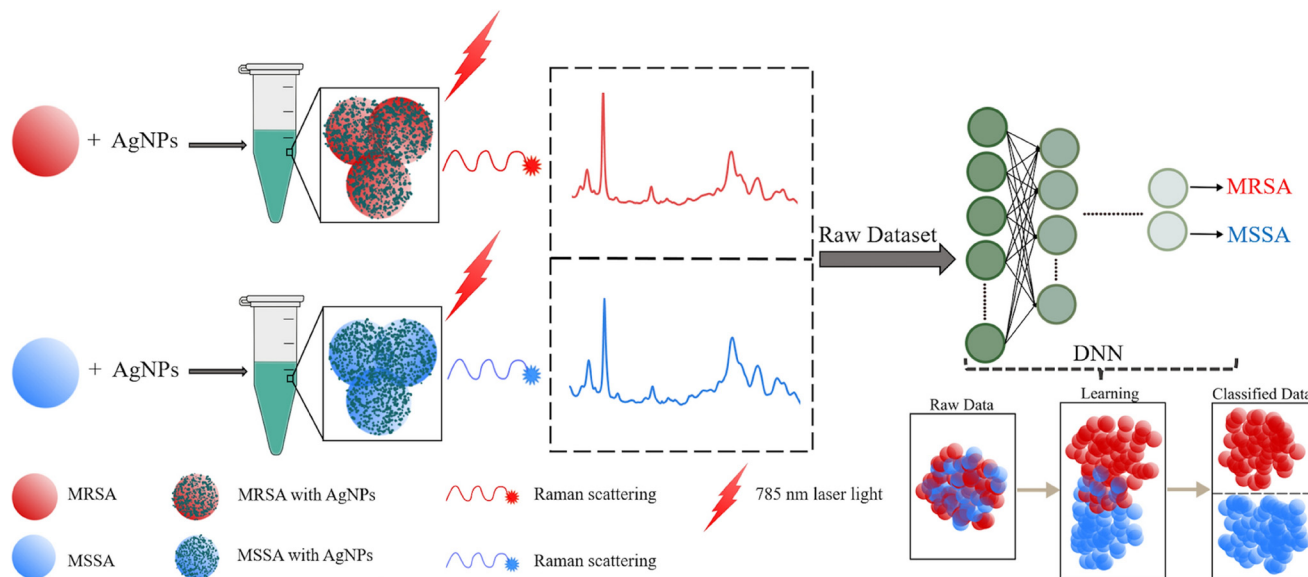 + AgNPs
Raw Dataset
MRSA
MSSA
+ AgNPs
DNN
Raw Data
Learning
Classified Data
MRSA
MRSA with AgNPs
Raman scattering
785 nm laser light
MSSA
MSSA with AgNPs
Raman scattering